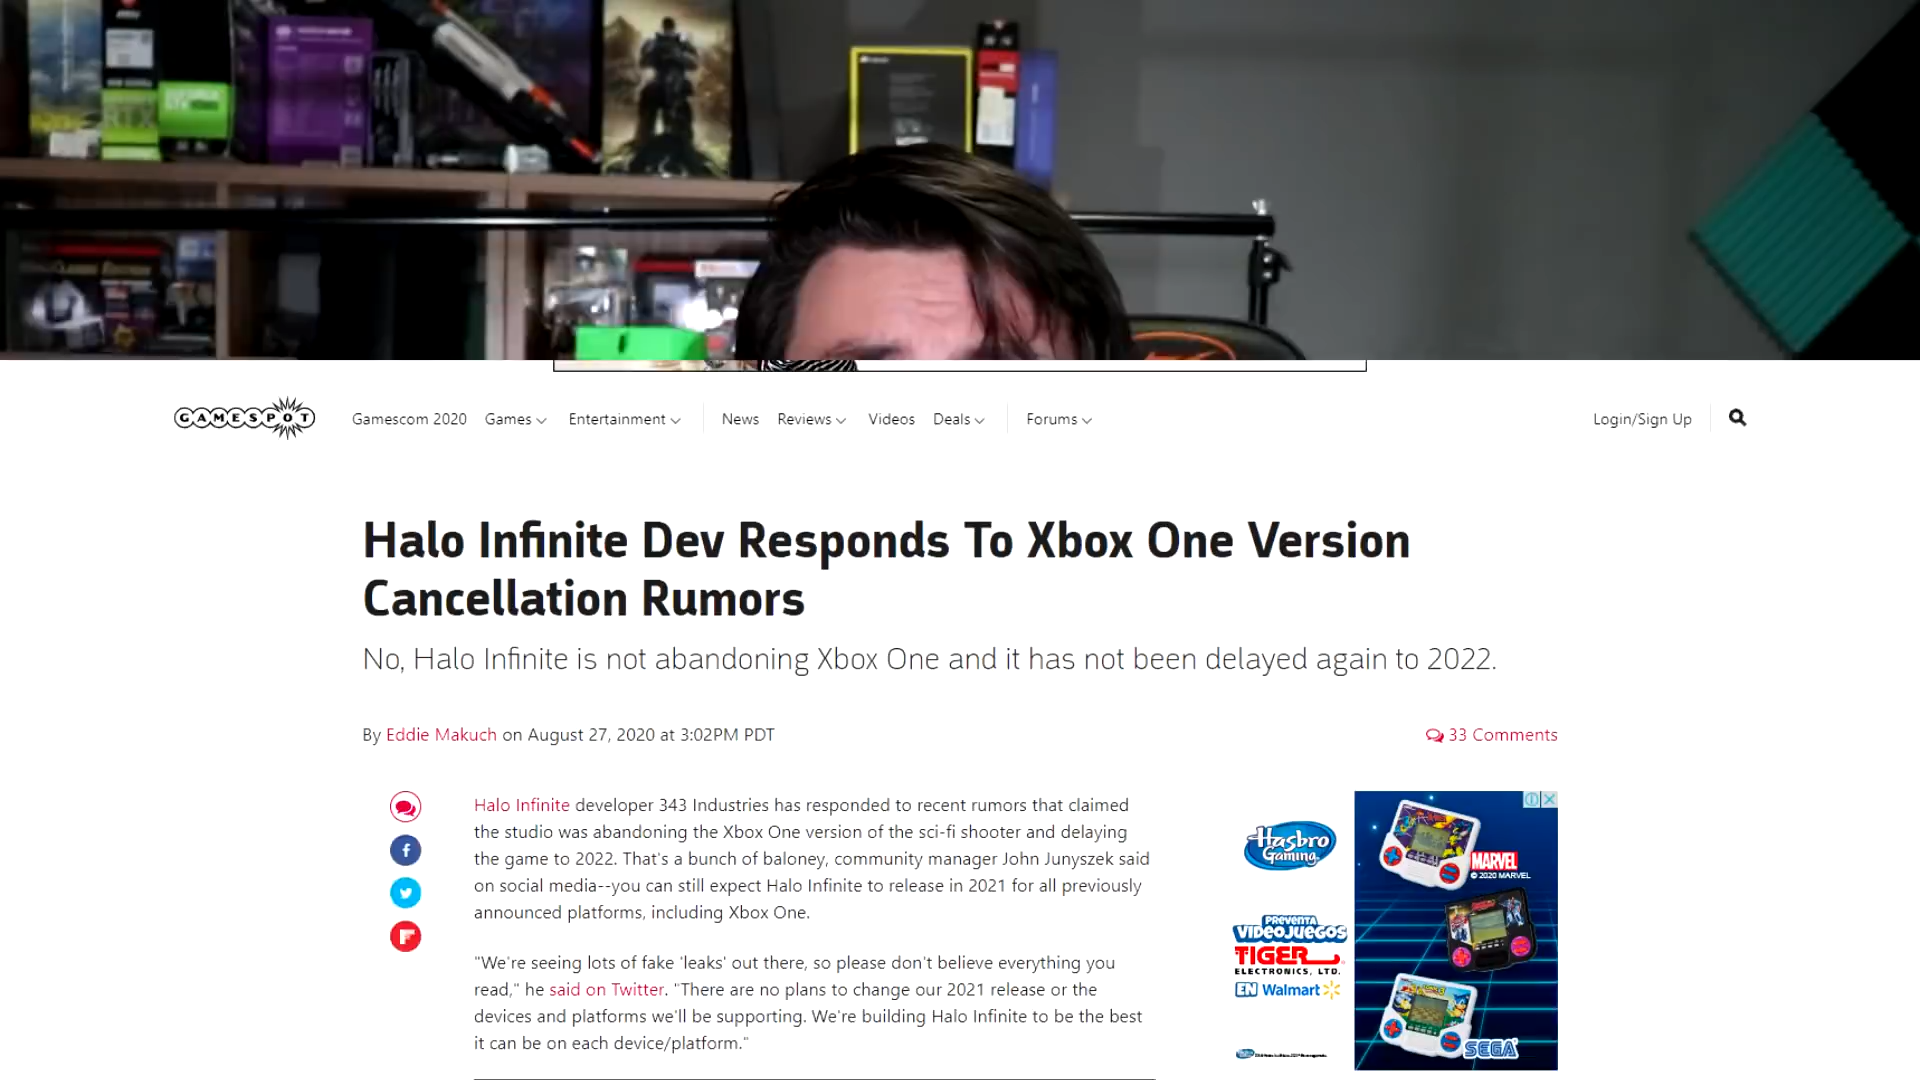 RTX
GAMESPOT
Gamescom 2020
Games
Entertainment
News
Reviews
Videos
Deals
Forums
Login/Sign Up
Halo Infinite Dev Responds To Xbox One Version
Cancellation Rumors
No, Halo Infinite is not abandoning Xbox One and it has not been delayed again to 2022.
By Eddie Makuch on August 27, 2020 at 3:02PM PDT
33 Comments
Halo Infinite developer 343 Industries has responded to recent rumors that claimed
the studio was abandoning the Xbox One version of the sci-fi shooter and delaying
the game to 2022. That's a bunch of baloney, community manager John Junyszek said
on social media--you can still expect Halo Infinite to release in 2021 for all previously
announced platforms, including Xbox One.
"We're seeing lots of fake 'leaks' out there, so please don't believe everything you
read," he said on Twitter. "There are no plans to change our 2021 release or the
devices and platforms we'll be supporting. We're building Halo Infinite to be the best
it can be on each device/platform."
Hasbro
Gaming
PREVENTA
VIDEOJUEGOS
TIGER
ELECTRONICS, LTD.
EN Walmart
MARVEL
© 2020 MARVEL
SEGA